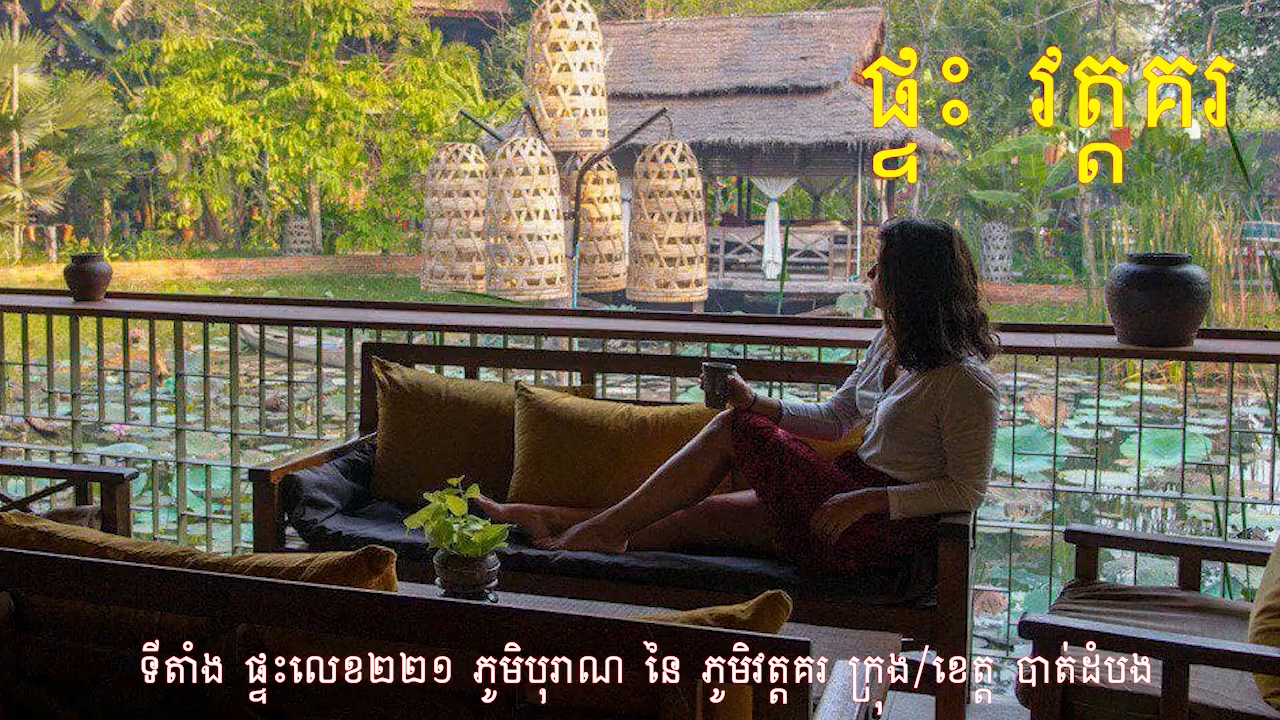 ផ្ទះ វត្តគរ
ទីតាំង ផ្ទះលេខ២២១ ភូមិបុរាណ នៃ ភូមិវត្តគរ ក្រុង/ខេត្ត បាត់ដំបង